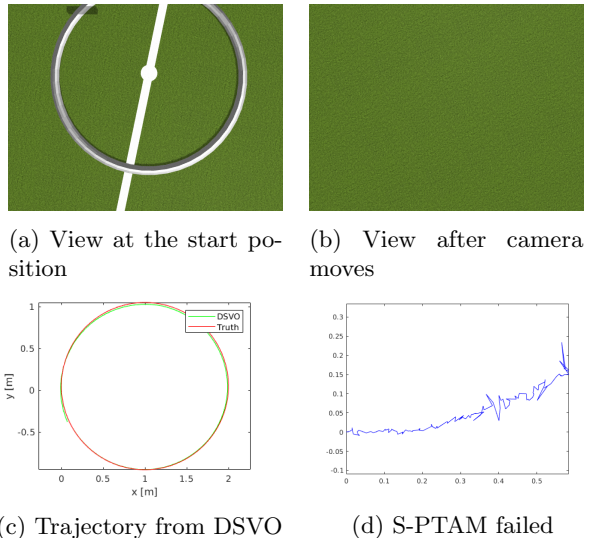 (a) View at the start po-
sition
(b) View after camera
moves
1
0.5
0
-0.5
y [m]
0
0.5
1
1.5
2
x [m]
DSVO
Truth
0.3
0.25
0.2
0.15
0.1
0.05
0
-0.05
-0.1
0
0.1
0.2
0.3
0.4
0.5
(c) Trajectory from DSVO
(d) S-PTAM failed